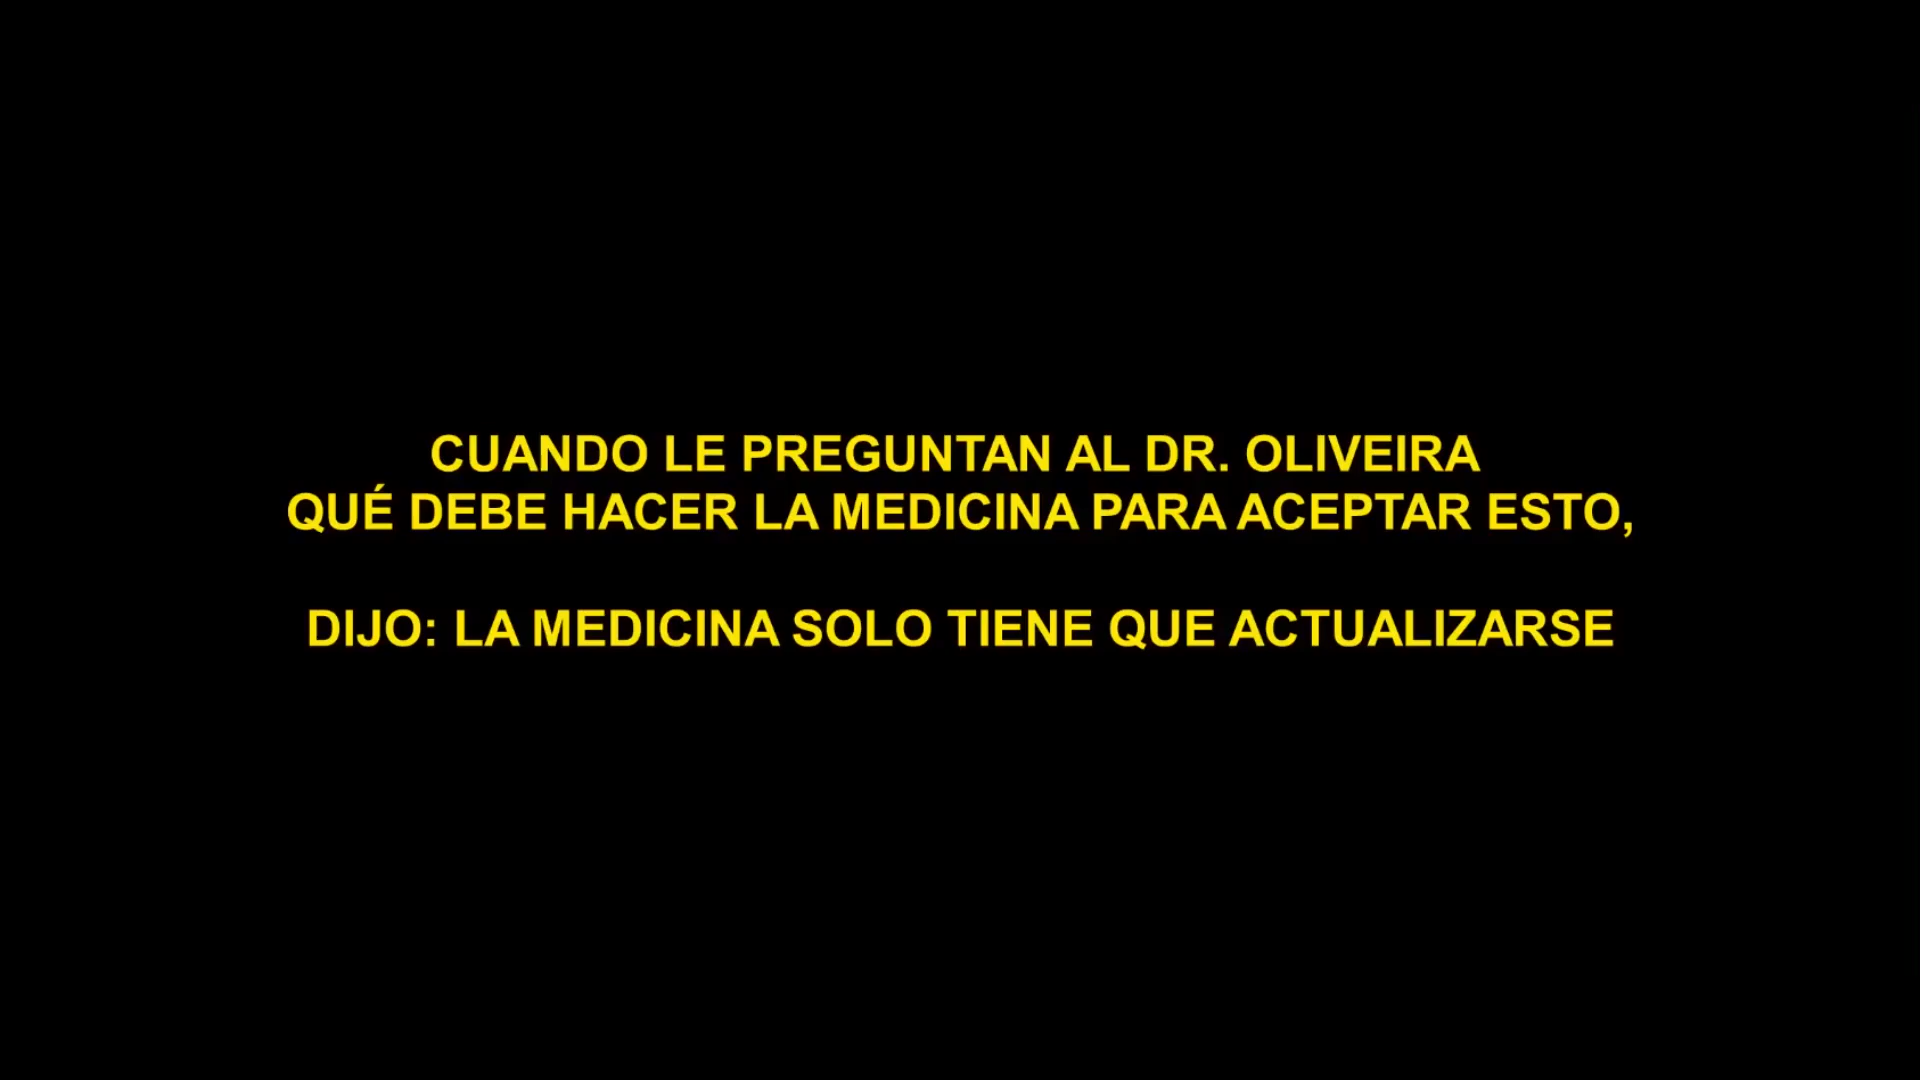 CUANDO LE PREGUNTAN AL DR. OLIVEIRA
QUÉ DEBE HACER LA MEDICINA PARA ACEPTAR ESTO,
DIJO: LA MEDICINA SOLO TIENE QUE ACTUALIZARSE